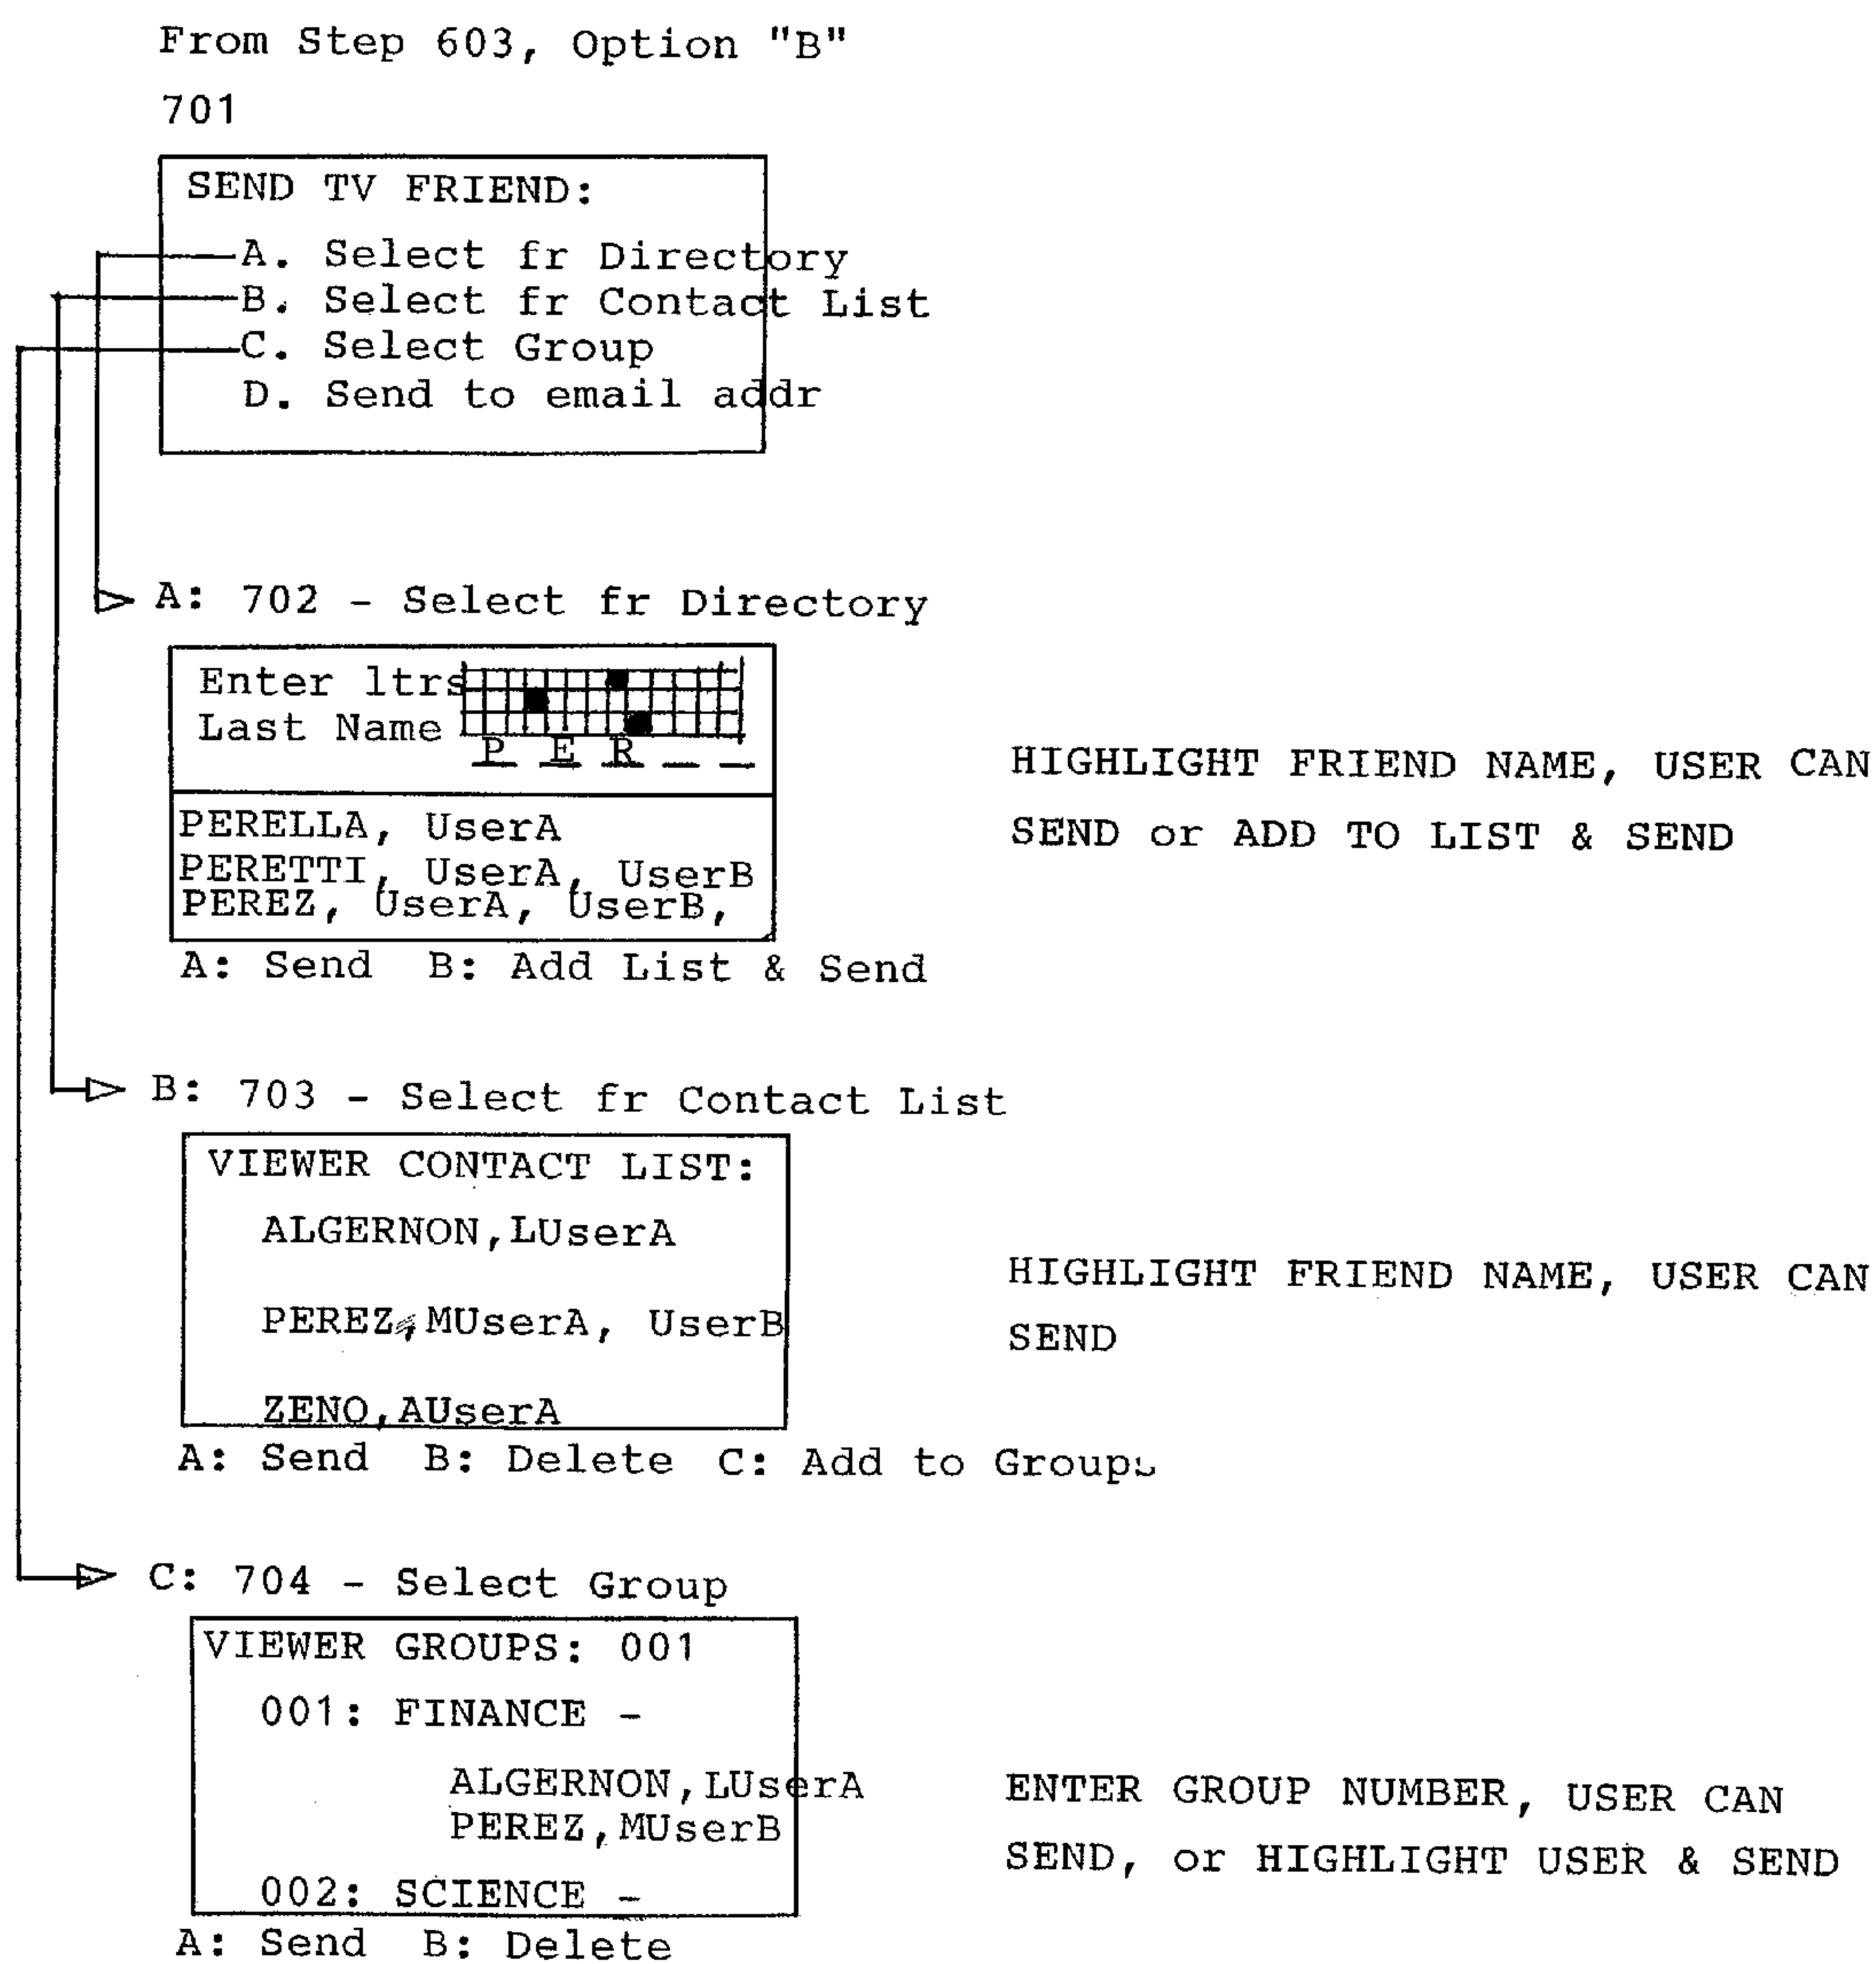 From Step 603, Option "B"
701
SEND TV FRIEND:
A. Select fr Directory
B. Select fr Contact List
C. Select Group
D. Send to email addr
A: 702 - Select fr Directory
Enter ltrs
Last Name
P E R _ _
PERELLA, UserA
PERETTI, UserA, UserB
PEREZ, UserA, UserB,
A: Send B: Add List & Send
HIGHLIGHT FRIEND NAME, USER CAN
SEND or ADD TO LIST & SEND
B: 703 - Select fr Contact List
VIEWER CONTACT LIST:
ALGERNON,LUserA
PEREZ,MUserA, UserB
ZENO,AUserA
A: Send B: Delete C: Add to Groups
HIGHLIGHT FRIEND NAME, USER CAN
SEND
C: 704 - Select Group
VIEWER GROUPS: 001
001: FINANCE -
ALGERNON,LUserA
PEREZ,MUserB
002: SCIENCE -
A: Send B: Delete
ENTER GROUP NUMBER, USER CAN
SEND, or HIGHLIGHT USER & SEND